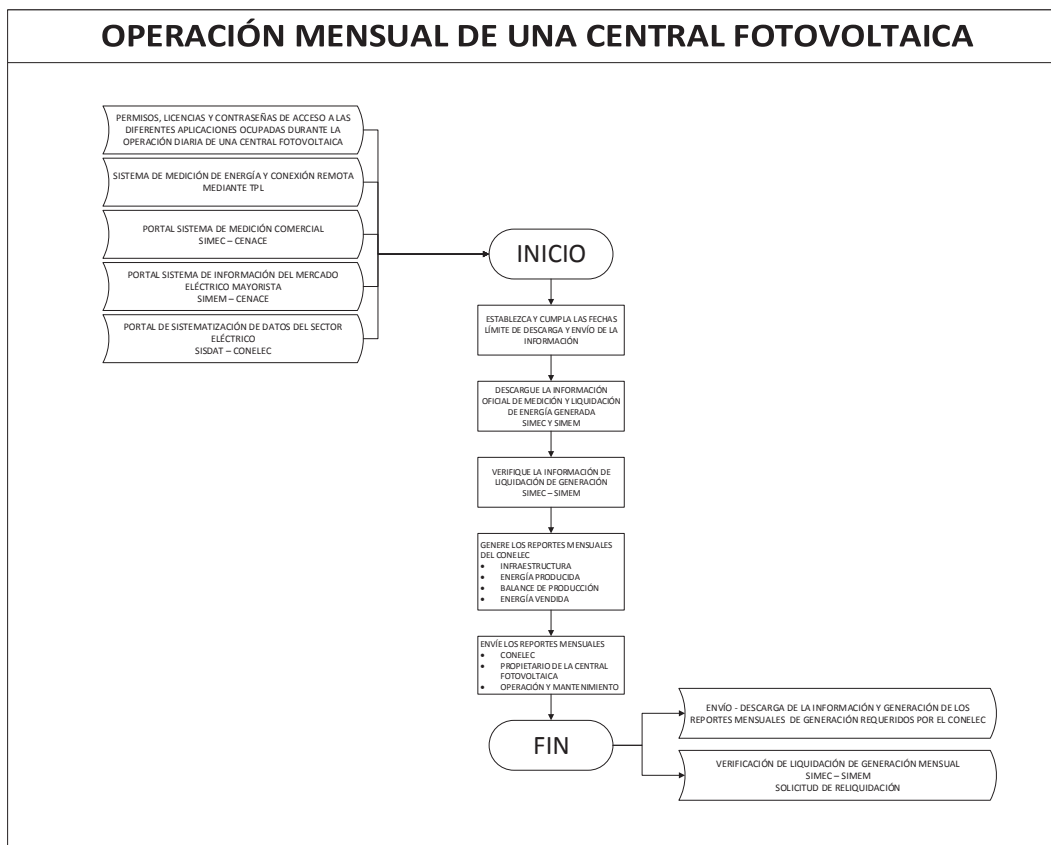 OPERACIÓN MENSUAL DE UNA CENTRAL FOTOVOLTAICA
PERMISOS, LICENCIAS Y CONTRASEÑAS DE ACCESO A LAS
DIFERENTES APLICACIONES OCUPADAS DURANTE LA
OPERACIÓN DIARIA DE UNA CENTRAL FOTOVOLTAICA
SISTEMA DE MEDICIÓN DE ENERGÍA Y CONEXIÓN REMOTA
MEDIANTE TPL
PORTAL SISTEMA DE MEDICIÓN COMERCIAL
SIMEC – CENACE
PORTAL SISTEMA DE INFORMACIÓN DEL MERCADO
ELÉCTRICO MAYORISTA
SIMEM – CENACE
PORTAL DE SISTEMATIZACIÓN DE DATOS DEL SECTOR
ELÉCTRICO
SISDAT – CONELEC
INICIO
ESTABLEZCA Y CUMPLA LAS FECHAS
LÍMITE DE DESCARGA Y ENVÍO DE LA
INFORMACIÓN
DESCARGUE LA INFORMACIÓN
OFICIAL DE MEDICIÓN Y LIQUIDACIÓN
DE ENERGÍA GENERADA
SIMEC Y SIMEM
VERIFIQUE LA INFORMACIÓN DE
LIQUIDACIÓN DE GENERACIÓN
SIMEC – SIMEM
GENERE LOS REPORTES MENSUALES
DEL CONELEC
• INFRAESTRUCTURA
• ENERGÍA PRODUCIDA
• BALANCE DE PRODUCCIÓN
• ENERGÍA VENDIDA
ENVÍE LOS REPORTES MENSUALES
• CONELEC
• PROPIETARIO DE LA CENTRAL
FOTOVOLTAICA
• OPERACIÓN Y MANTENIMIENTO
FIN
ENVÍO - DESCARGA DE LA INFORMACIÓN Y GENERACIÓN DE LOS
REPORTES MENSUALES DE GENERACIÓN REQUERIDOS POR EL CONELEC
VERIFICACIÓN DE LIQUIDACIÓN DE GENERACIÓN MENSUAL
SIMEC – SIMEM
SOLICITUD DE RELIQUIDACIÓN